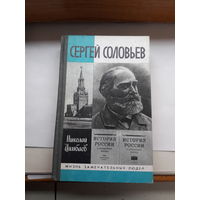 СЕРГЕЙ СОЛОВЬЕВ
Николай
Цимбаев
ИСТОРИЯ
РОССИИ
ИСТОРИЯ
РОССИИ
ЖИЗНЬ ЗАМЕЧАТЕЛЬНЫХ ЛЮДЕЙ